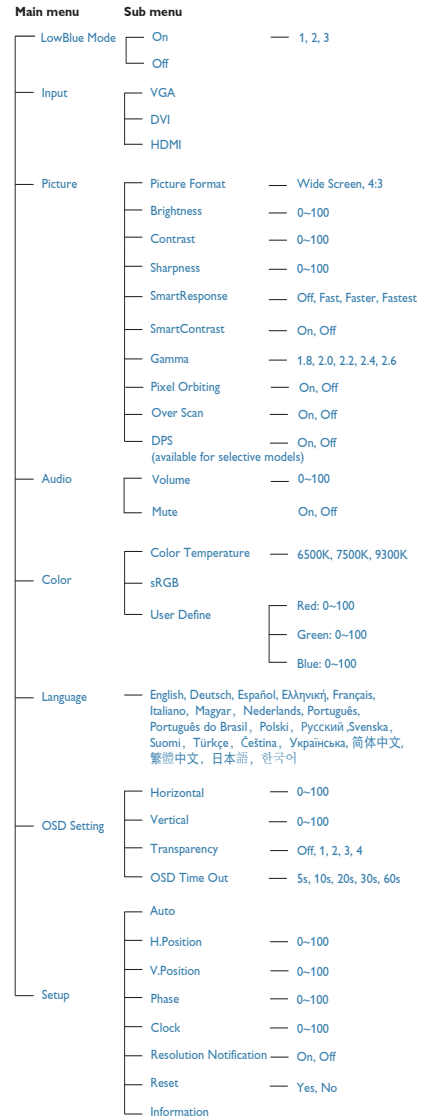 Main menu Sub menu
LowBlue Mode On 1, 2, 3
Off
Input VGA
DVI
HDMI
Picture Picture Format Wide Screen, 4:3
Brightness 0~100
Contrast 0~100
Sharpness 0~100
SmartResponse Off, Fast, Faster, Fastest
SmartContrast On, Off
Gamma 1.8, 2.0, 2.2, 2.4, 2.6
Pixel Orbiting On, Off
Over Scan On, Off
DPS On, Off
(available for selective models)
Audio Volume 0~100
Mute On, Off
Color Temperature 6500K, 7500K, 9300K
Color sRGB
User Define Red: 0~100
Green: 0~100
Blue: 0~100
Language English, Deutsch, Español, Ελληνική, Français,
Italiano, Magyar, Nederlands, Português,
Português do Brasil, Polski, Русский ,Svenska,
Suomi, Türkçe, Čeština, Українська, 简体中文,
繁體中文, 日本語, 한국어
Horizontal 0~100
OSD Setting Vertical 0~100
Transparency Off, 1, 2, 3, 4
OSD Time Out 5s, 10s, 20s, 30s, 60s
Auto
H.Position 0~100
V.Position 0~100
Setup Phase 0~100
Clock 0~100
Resolution Notification On, Off
Reset Yes, No
Information